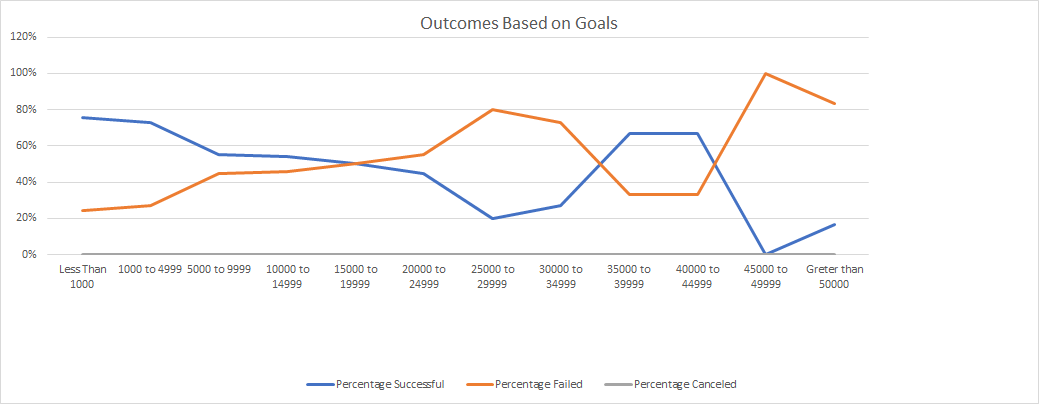 Outcomes Based on Goals
120%
100%
80%
60%
40%
20%
0%
Less Than 1000 to 4999 5000 to 9999 10000 to 15000 to 20000 to 25000 to 30000 to 35000 to 40000 to 45000 to Greter than
1000 14999 19999 24999 29999 34999 39999 44999 49999 50000
Percentage Successful Percentage Failed Percentage Canceled